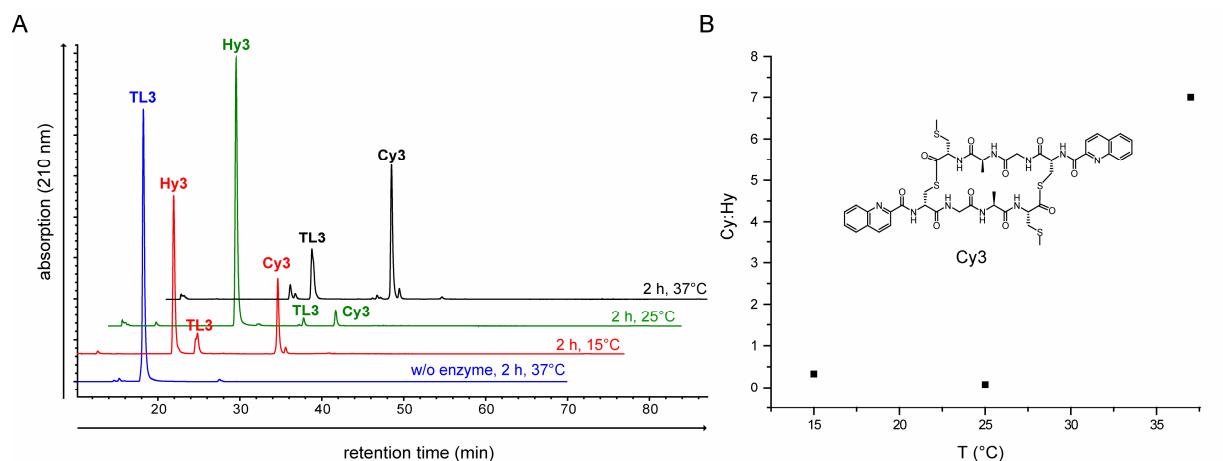 A
B
absorption (210 nm)
TL3
Hy3
Hy3
TL3
Cy3
TL3
Cy3
TL3
Cy3
2 h, 37°C
2 h, 25°C
2 h, 15°C
w/o enzyme, 2 h, 37°C
20 30 40 50 60 70 80
retention time (min)
Cy:Hy
8
7
6
5
4
3
2
1
0
S
O
N
H
O
H
N
O
N
H
O
H
N
O
N
S
S
N
O
H
N
O
H
N
O
N
H
O
H
N
O
S
Cy3
15 20 25 30 35
T (°C)